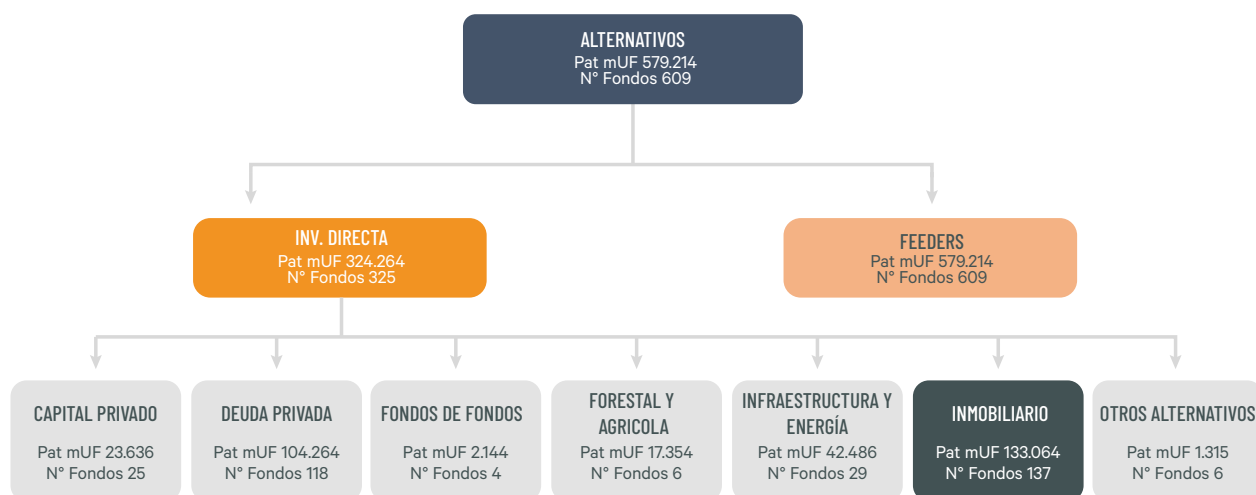 ALTERNATIVOS
Pat mUF 579.214
N° Fondos 609
INV. DIRECTA
Pat mUF 324.264
N° Fondos 325
FEEDERS
Pat mUF 579.214
N° Fondos 609
CAPITAL PRIVADO
Pat mUF 23.636
N° Fondos 25
DEUDA PRIVADA
Pat mUF 104.264
N° Fondos 118
FONDOS DE FONDOS
Pat mUF 2.144
N° Fondos 4
FORESTAL Y
AGRICOLA
Pat mUF 17.354
N° Fondos 6
INFRAESTRUCTURA Y
ENERGÍA
Pat mUF 42.486
N° Fondos 29
INMOBILIARIO
Pat mUF 133.064
N° Fondos 137
OTROS ALTERNATIVOS
Pat mUF 1.315
N° Fondos 6